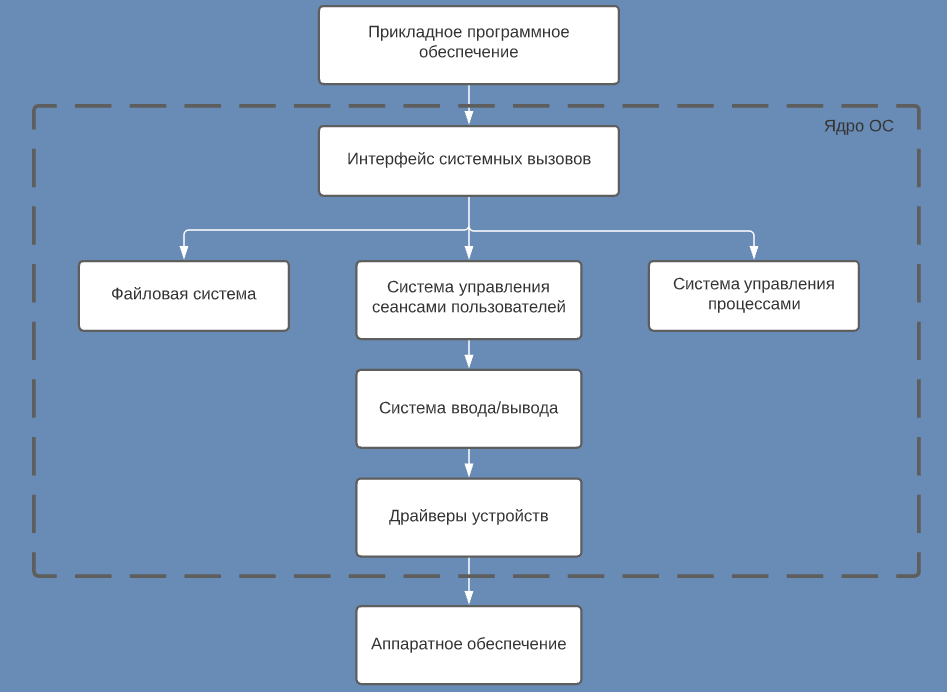 Прикладное программное
обеспечение
Ядро ОС
Интерфейс системных вызовов
Файловая система
Система управления
сеансами пользователей
Система управления
процессами
Система ввода/вывода
Драйверы устройств
Аппаратное обеспечение